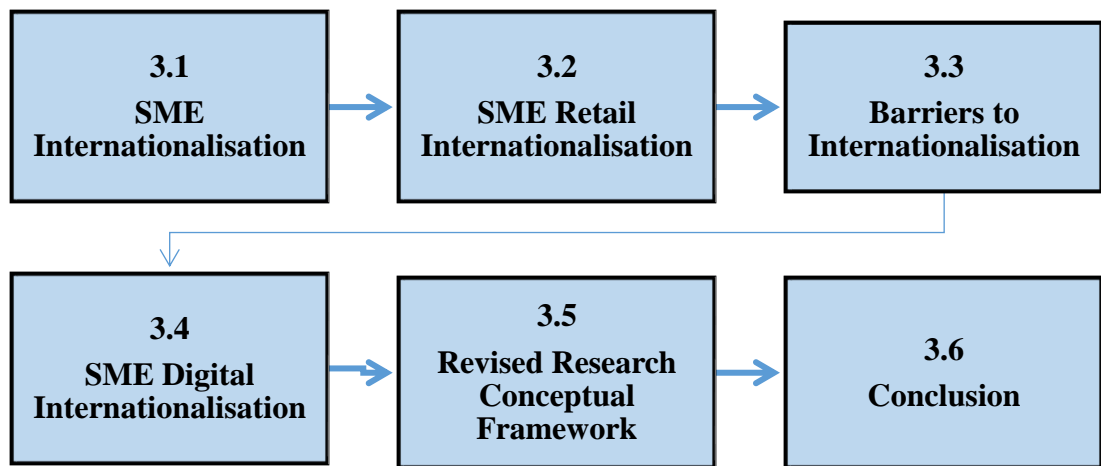 3.1
SME
Internationalisation
3.2
SME Retail
Internationalisation
3.3
Barriers to
Internationalisation
3.4
SME Digital
Internationalisation
3.5
Revised Research
Conceptual
Framework
3.6
Conclusion